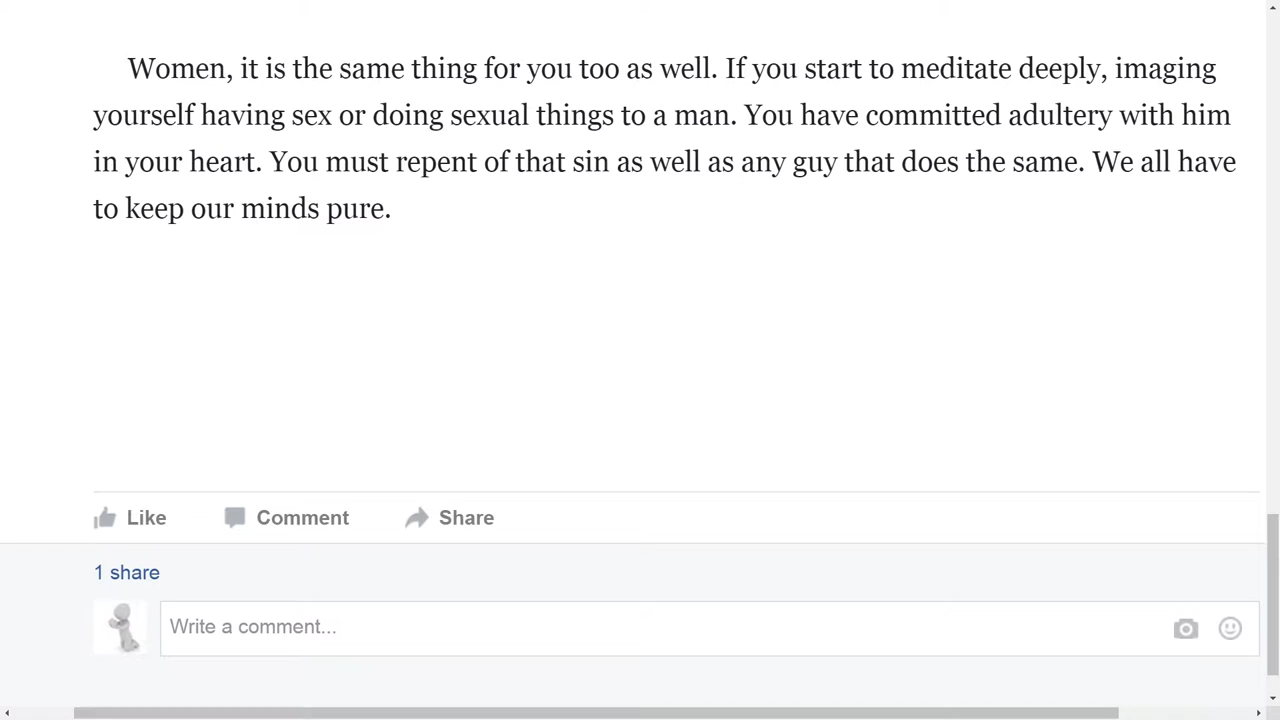 Women, it is the same thing for you too as well. If you start to meditate deeply, imaging
yourself having sex or doing sexual things to a man. You have committed adultery with him
in your heart. You must repent of that sin as well as any guy that does the same. We all have
to keep our minds pure.
Like Comment Share
1 share
Write a comment...